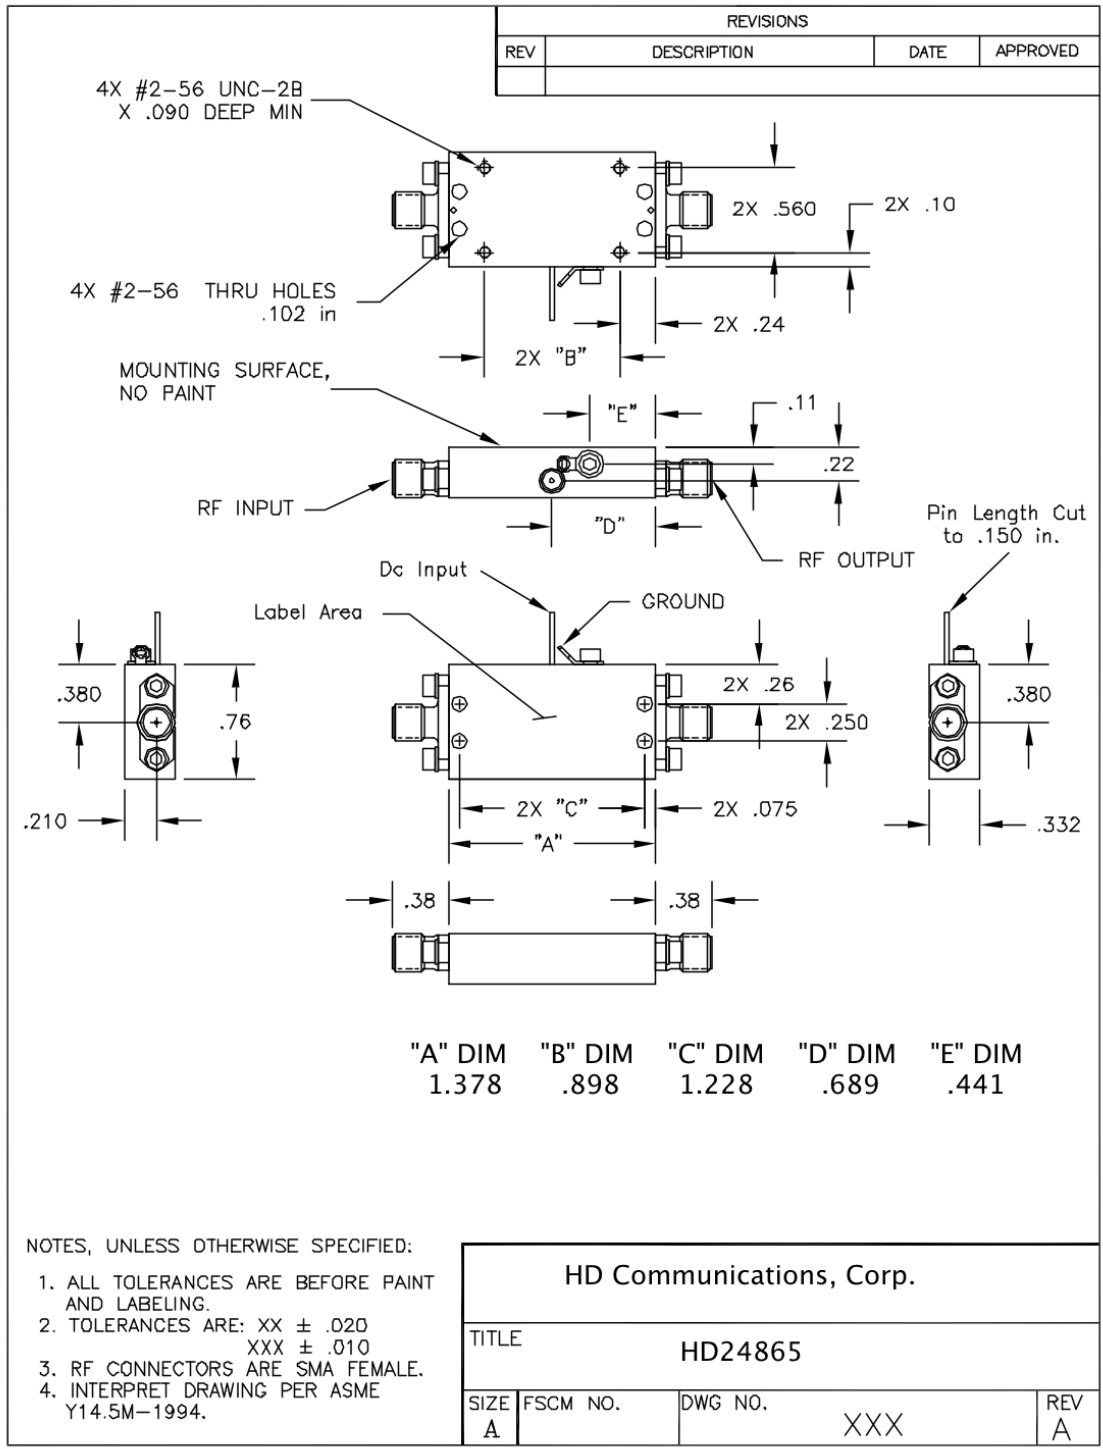 REVISIONS
REV DESCRIPTION DATE APPROVED
4X #2-56 UNC-2B
X .090 DEEP MIN
2X .560
2X .10
4X #2-56 THRU HOLES
.102 in
2X .24
2X "B"
MOUNTING SURFACE,
NO PAINT
"E"
.11
.22
RF INPUT
"D"
RF OUTPUT
Pin Length Cut
to .150 in.
Dc Input
GROUND
Label Area
.380
.76
2X .26
2X .250
.380
.210
2X "C"
2X .075
.332
"A"
.38
.38
"A" DIM "B" DIM "C" DIM "D" DIM "E" DIM
1.378 .898 1.228 .689 .441
NOTES, UNLESS OTHERWISE SPECIFIED:
1. ALL TOLERANCES ARE BEFORE PAINT
AND LABELING.
2. TOLERANCES ARE: XX ± .020
XXX ± .010
3. RF CONNECTORS ARE SMA FEMALE.
4. INTERPRET DRAWING PER ASME
Y14.5M-1994.
HD Communications, Corp.
TITLE
HD24865
SIZE FSCM NO. DWG NO. REV
A XXX A